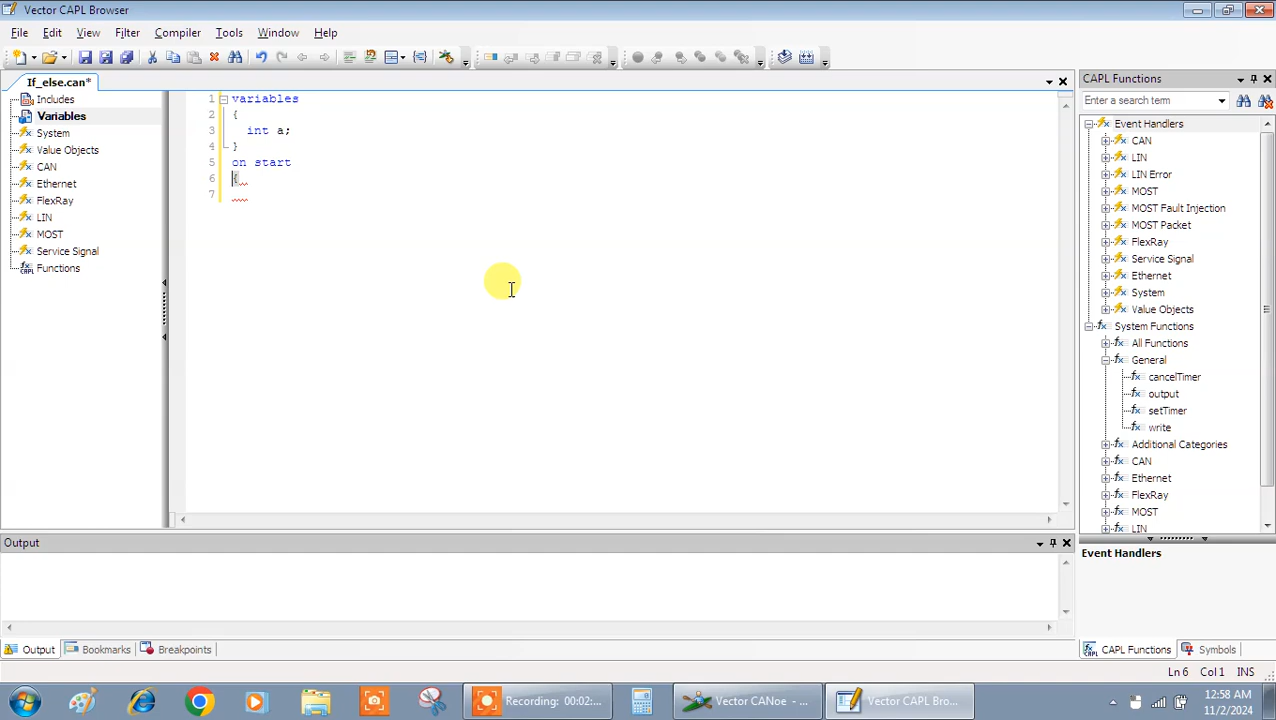 Vector CAPL Browser
File Edit View Filter Compiler Tools Window Help
If_else.can*
Includes
Variables
System
Value Objects
CAN
Ethernet
FlexRay
LIN
MOST
Service Signal
Functions
1 variables
2 {
3 int a;
4 }
5 on start
6 {
7
CAPL Functions
Enter a search term
Event Handlers
CAN
LIN
LIN Error
MOST
MOST Fault Injection
MOST Packet
FlexRay
Service Signal
Ethernet
System
Value Objects
System Functions
All Functions
General
cancelTimer
output
setTimer
write
Additional Categories
CAN
Ethernet
FlexRay
MOST
LIN
Event Handlers
Output
Output Bookmarks Breakpoints
CAPL Functions Symbols
Ln 6 Col 1 INS
Recording: 00:02:...
Vector CANoe - ...
Vector CAPL Bro...
12:58 AM
11/2/2024